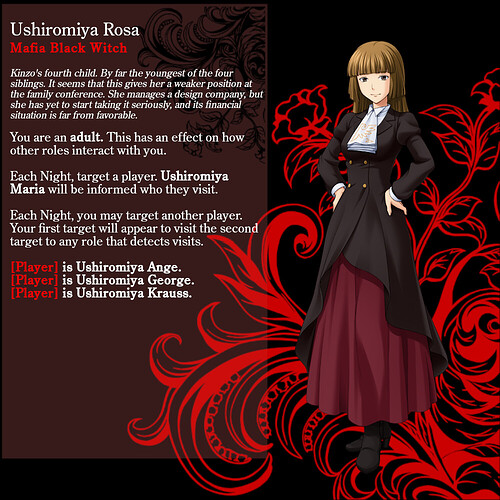 Ushiromiya Rosa
Mafia Black Witch
Kinzo's fourth child. By far the youngest of the four
siblings. It seems that this gives her a weaker position at
the family conference. She manages a design company, but
she has yet to start taking it seriously, and its financial
situation is far from favorable.
You are an adult. This has an effect on how
other roles interact with you.
Each Night, target a player. Ushiromiya
Maria will be informed who they visit.
Each Night, you may target another player.
Your first target will appear to visit the second
target to any role that detects visits.
[Player] is Ushiromiya Ange.
[Player] is Ushiromiya George.
[Player] is Ushiromiya Krauss.